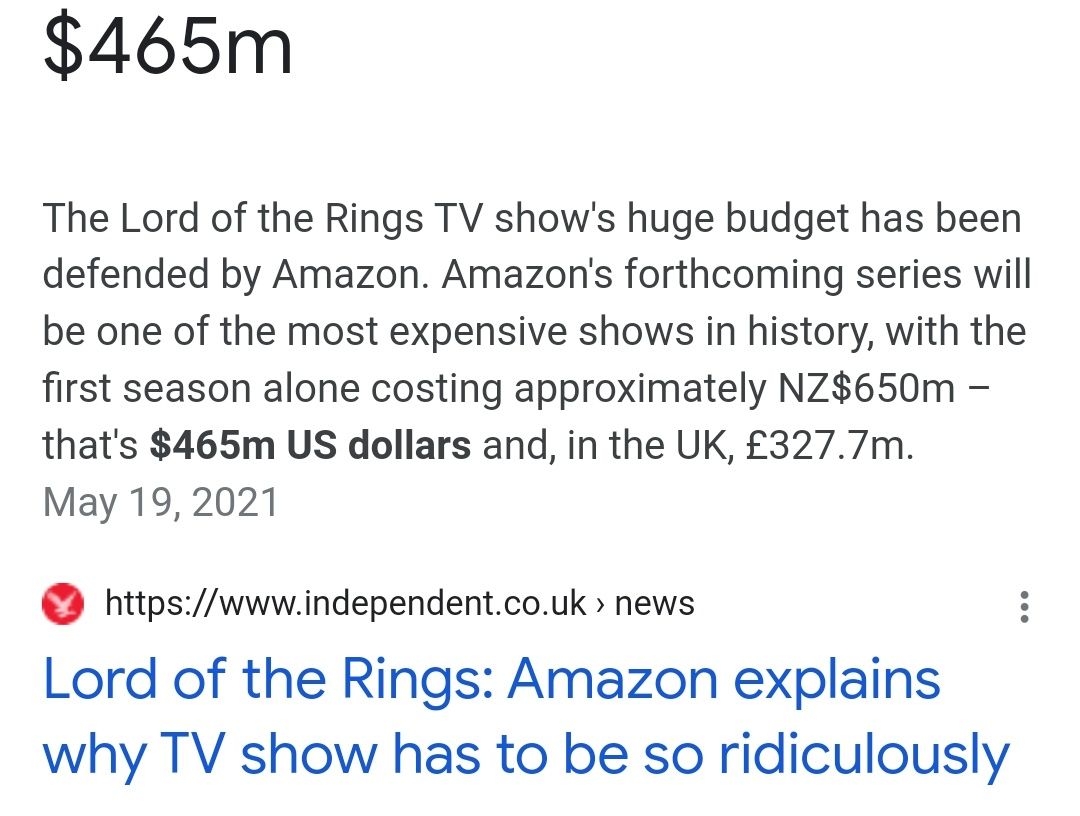 $465m
The Lord of the Rings TV show's huge budget has been
defended by Amazon. Amazon's forthcoming series will
be one of the most expensive shows in history, with the
first season alone costing approximately NZ$650m –
that's $465m US dollars and, in the UK, £327.7m.
May 19, 2021
https://www.independent.co.uk › news
Lord of the Rings: Amazon explains
why TV show has to be so ridiculously